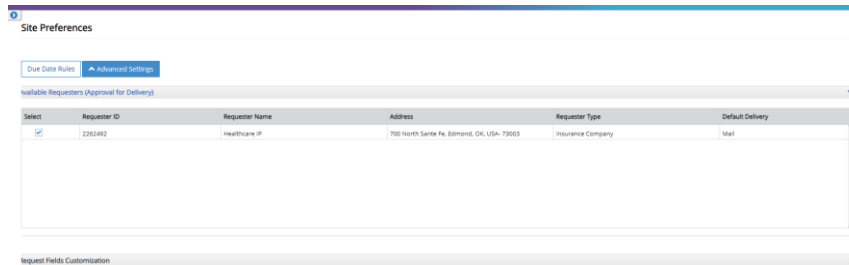 Site Preferences
Due Date Rules Advanced Settings
vailable Requesters (Approval for Delivery)
Select Requester ID Requester Name Address Requester Type Default Delivery
2262492 Healthcare IP 700 North Sante Fe, Edmond, OK, USA- 73003 Insurance Company Mail
equest Fields Customization